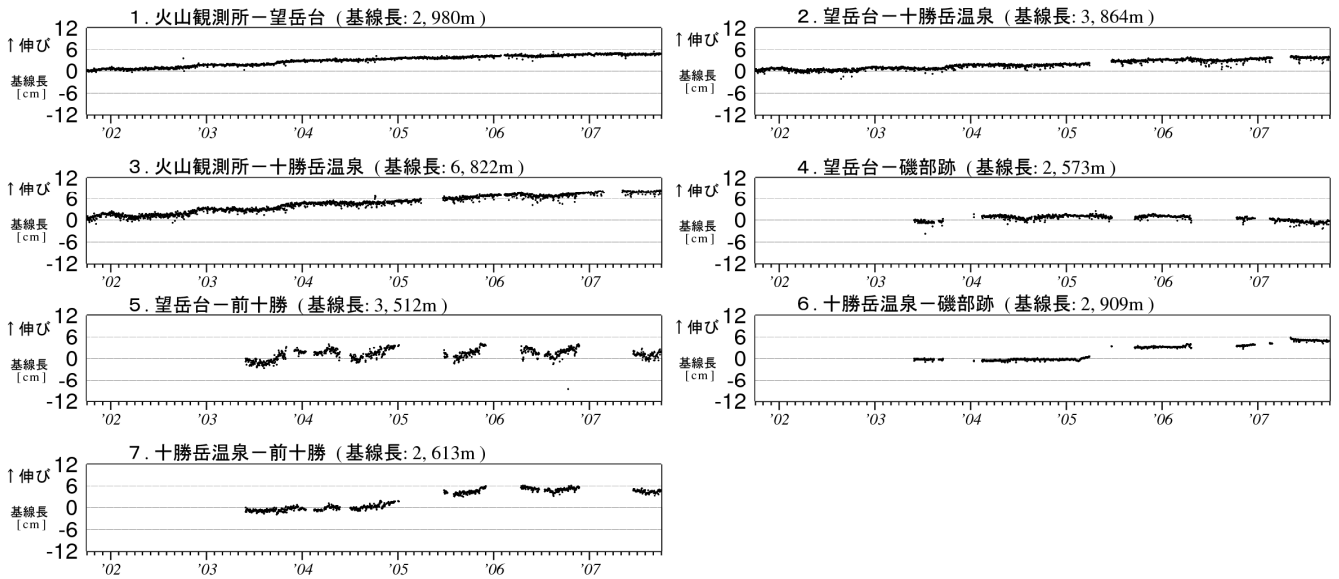 1. 火山観測所－望岳台 (基線長: 2, 980m)
↑伸び
基線長
[cm]
12
6
0
-6
-12
'02 '03 '04 '05 '06 '07
2. 望岳台－十勝岳温泉 (基線長: 3, 864m)
↑伸び
基線長
[cm]
12
6
0
-6
-12
'02 '03 '04 '05 '06 '07
3. 火山観測所－十勝岳温泉 (基線長: 6, 822m)
↑伸び
基線長
[cm]
12
6
0
-6
-12
'02 '03 '04 '05 '06 '07
4. 望岳台－磯部跡 (基線長: 2, 573m)
↑伸び
基線長
[cm]
12
6
0
-6
-12
'02 '03 '04 '05 '06 '07
5. 望岳台－前十勝 (基線長: 3, 512m)
↑伸び
基線長
[cm]
12
6
0
-6
-12
'02 '03 '04 '05 '06 '07
6. 十勝岳温泉－磯部跡 (基線長: 2, 909m)
↑伸び
基線長
[cm]
12
6
0
-6
-12
'02 '03 '04 '05 '06 '07
7. 十勝岳温泉－前十勝 (基線長: 2, 613m)
↑伸び
基線長
[cm]
12
6
0
-6
-12
'02 '03 '04 '05 '06 '07